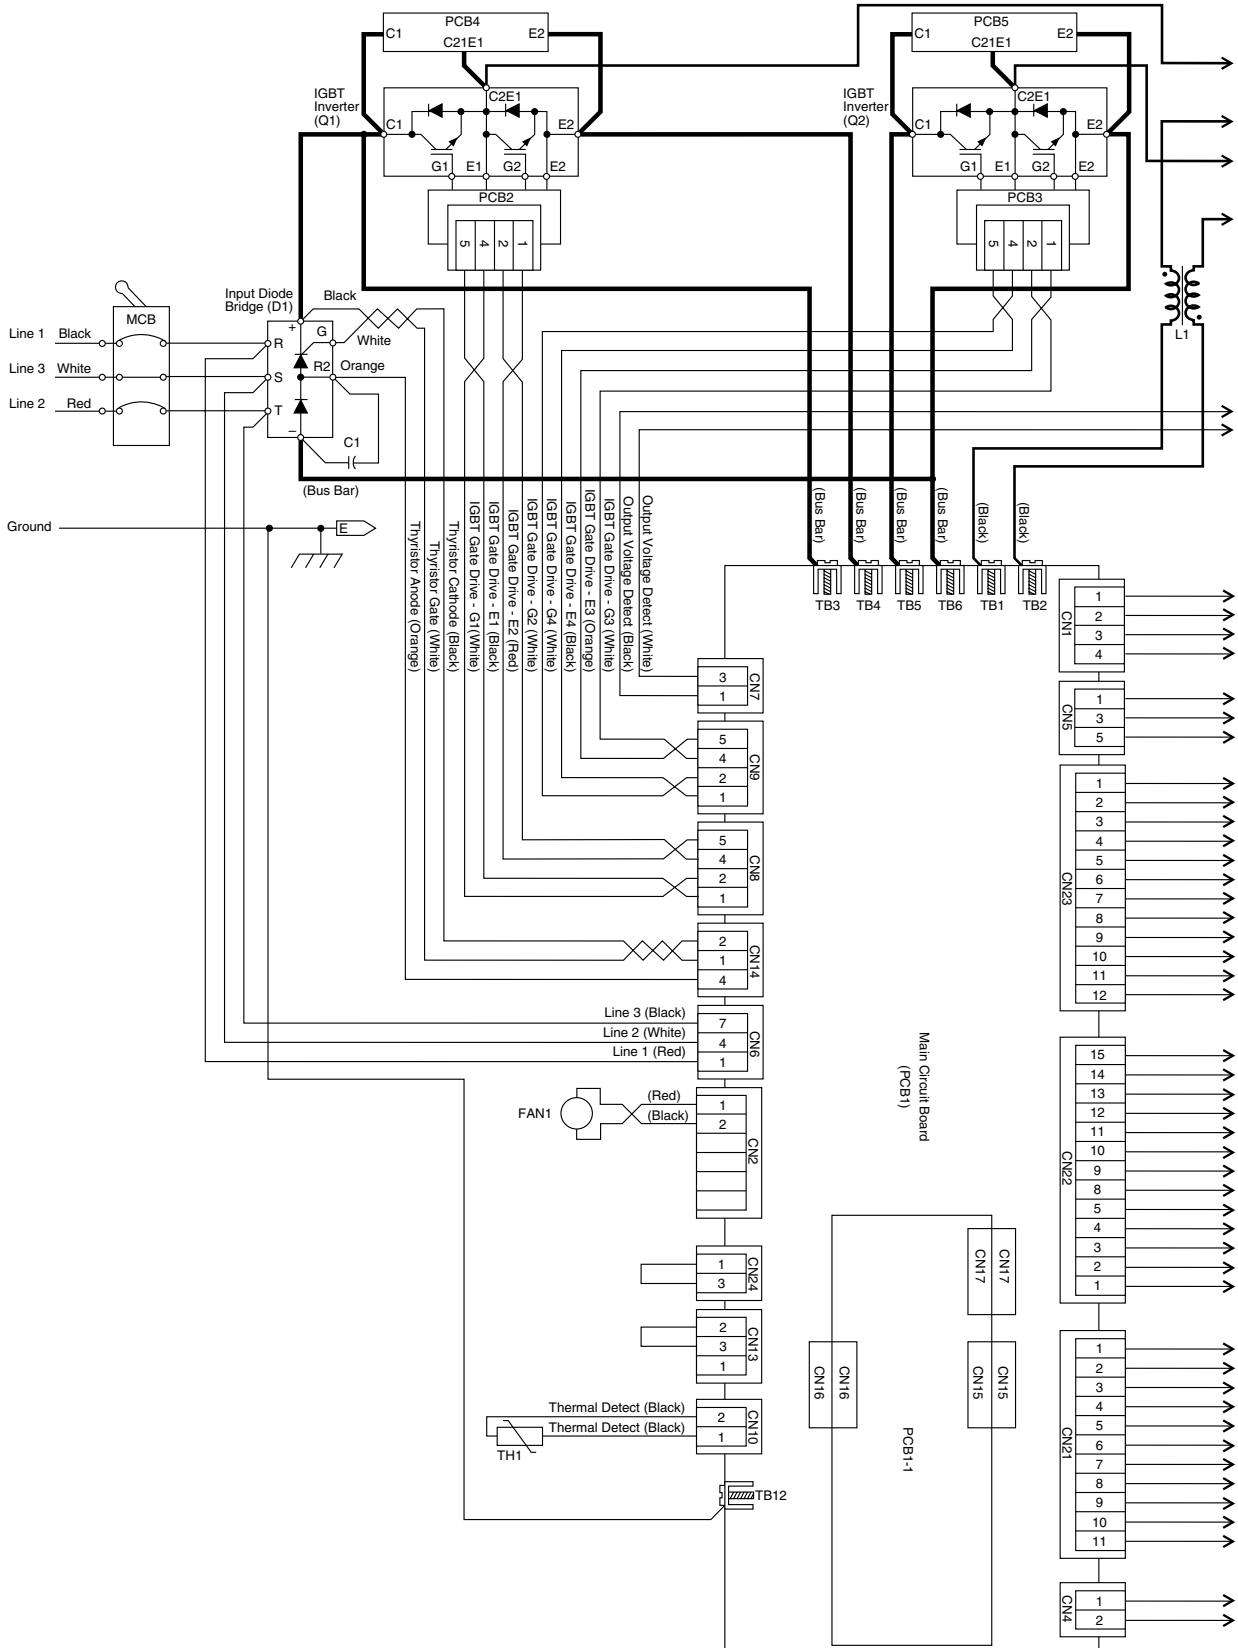 PCB4
C1
E2
C21E1
PCB5
C1
E2
C21E1
IGBT
Inverter
(Q1)
C2E1
C1
E2
G1
E1
G2
E2
IGBT
Inverter
(Q2)
C2E1
C1
E2
G1
E1
G2
E2
PCB2
5
4
2
1
PCB3
5
4
2
1
L1
MCB
Line 1 Black
Line 3 White
Line 2 Red
Input Diode
Bridge (D1)
Black
White
Orange
+
G
R
R2
S
T
–
C1
(Bus Bar)
Ground
E
Thyristor Anode (Orange)
Thyristor Gate (White)
Thyristor Cathode (Black)
IGBT Gate Drive - G1(White)
IGBT Gate Drive - E1 (Black)
IGBT Gate Drive - E2 (Red)
IGBT Gate Drive - G2 (White)
IGBT Gate Drive - G4 (White)
IGBT Gate Drive - E4 (Black)
IGBT Gate Drive - E3 (Orange)
IGBT Gate Drive - G3 (White)
Output Voltage Detect (Black)
Output Voltage Detect (White)
(Bus Bar)
(Bus Bar)
(Bus Bar)
(Bus Bar)
(Black)
(Black)
TB3
TB4
TB5
TB6
TB1
TB2
CN7
3
1
CN9
5
4
2
1
CN8
5
4
2
1
CN14
2
1
4
Line 3 (Black)
Line 2 (White)
Line 1 (Red)
CN6
7
4
1
FAN1
(Red)
(Black)
CN2
1
2
CN24
1
3
CN13
2
3
1
Thermal Detect (Black)
Thermal Detect (Black)
TH1
CN10
2
1
TB12
Main Circuit Board
(PCB1)
CN17
CN17
CN16
CN16
CN15
CN15
PCB1-1
CN1
1
2
3
4
CN5
1
3
5
CN23
1
2
3
4
5
6
7
8
9
10
11
12
CN22
15
14
13
12
11
10
9
8
5
4
3
2
1
CN21
1
2
3
4
5
6
7
8
9
10
11
CN4
1
2